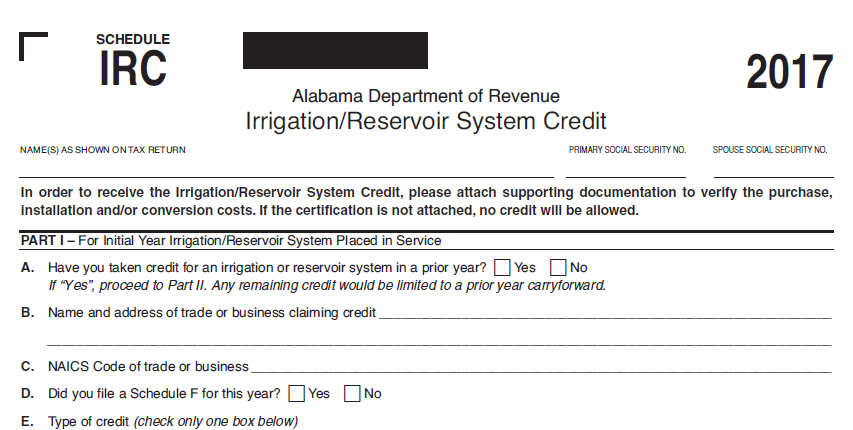 SCHEDULE
IRC
2017
Alabama Department of Revenue
Irrigation/Reservoir System Credit
NAME(S) AS SHOWN ON TAX RETURN PRIMARY SOCIAL SECURITY NO. SPOUSE SOCIAL SECURITY NO.
In order to receive the Irrigation/Reservoir System Credit, please attach supporting documentation to verify the purchase,
installation and/or conversion costs. If the certification is not attached, no credit will be allowed.
PART I – For Initial Year Irrigation/Reservoir System Placed in Service
A. Have you taken credit for an irrigation or reservoir system in a prior year? Yes No
If “Yes”, proceed to Part II. Any remaining credit would be limited to a prior year carryforward.
B. Name and address of trade or business claiming credit
C. NAICS Code of trade or business
D. Did you file a Schedule F for this year? Yes No
E. Type of credit (check only one box below)